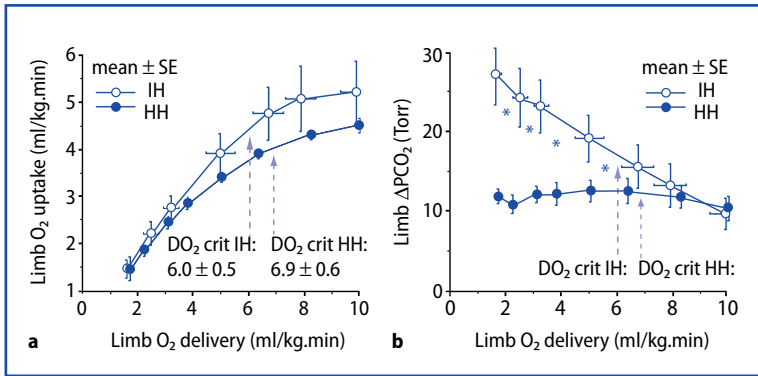 6
5
4
3
2
1
Limb O₂ uptake (ml/kg.min)
mean ± SE
IH
HH
DO₂ crit IH:
6.0 ± 0.5
DO₂ crit HH:
6.9 ± 0.6
0 2 4 6 8 10
a Limb O₂ delivery (ml/kg.min)
30
20
10
0
Limb ΔPCO₂ (Torr)
mean ± SE
IH
HH
*
*
*
*
DO₂ crit IH: DO₂ crit HH:
0 2 4 6 8 10
b Limb O₂ delivery (ml/kg.min)